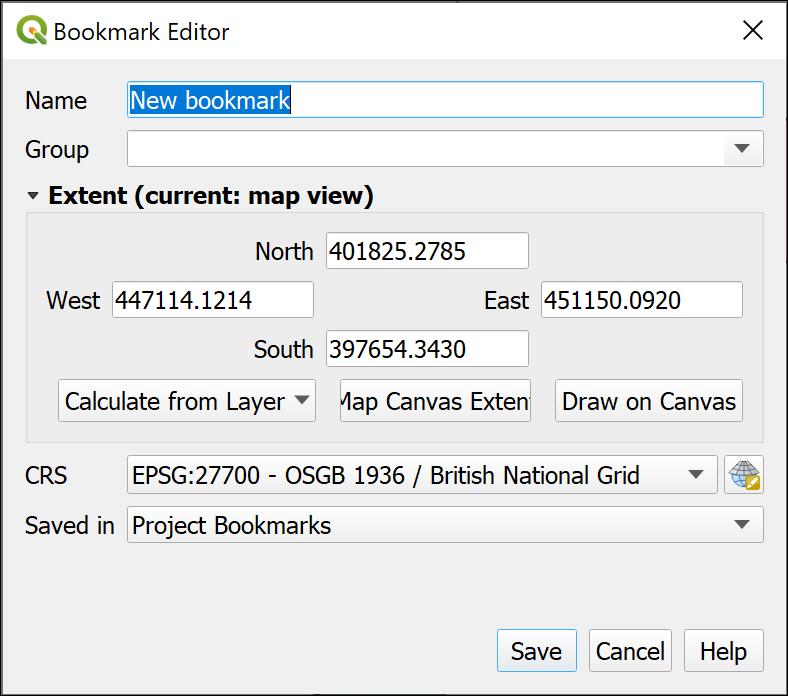 Bookmark Editor
Name New bookmark
Group
Extent (current: map view)
North 401825.2785
West 447114.1214 East 451150.0920
South 397654.3430
Calculate from Layer Map Canvas Exten Draw on Canvas
CRS EPSG:27700 - OSGB 1936 / British National Grid
Saved in Project Bookmarks
Save Cancel Help